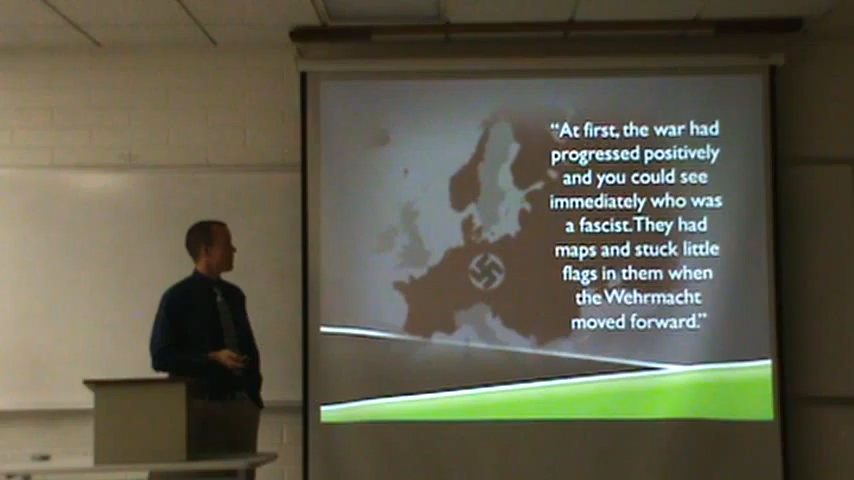 “At first, the war had
progressed positively
and you could see
immediately who was
a fascist. They had
maps and stuck little
flags in them when
the Wehrmacht
moved forward.”